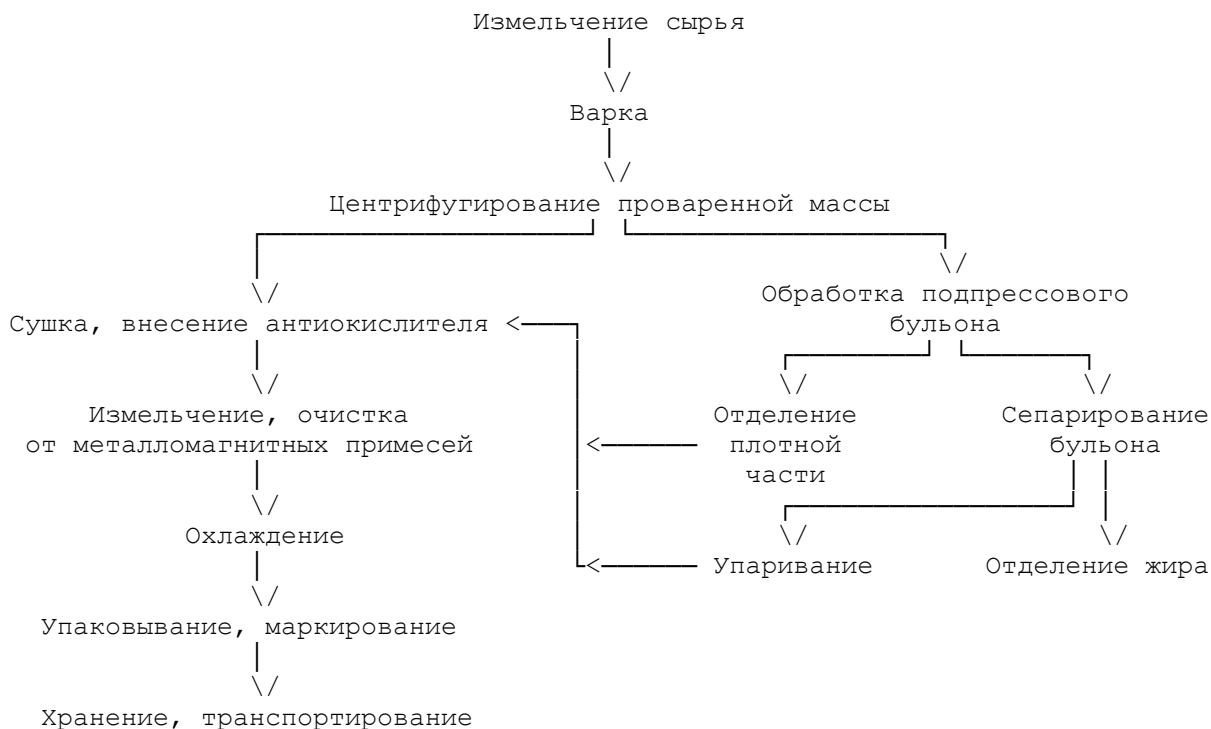 Измельчение сырья
Варка
Центрифугирование проваренной массы
Обработка подпрессового
Сушка, внесение антиокислителя
бульона
Измельчение, очистка
от металломагнитных примесей
Отделение
плотной
части
Сепарирование
бульона
Охлаждение
Упаривание
Отделение жира
Упаковывание, маркирование
Хранение, транспортирование